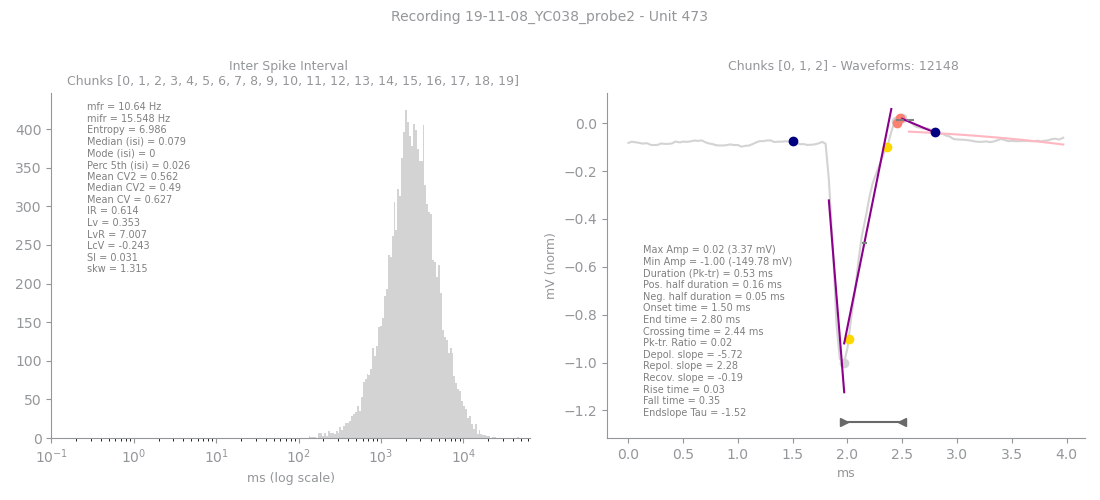 Recording 19-11-08_YC038_probe2 - Unit 473
Inter Spike Interval
Chunks [0, 1, 2, 3, 4, 5, 6, 7, 8, 9, 10, 11, 12, 13, 14, 15, 16, 17, 18, 19]
mfr = 10.64 Hz
mifr = 15.548 Hz
Entropy = 6.986
Median (isi) = 0.079
Mode (isi) = 0
Perc 5th (isi) = 0.026
Mean CV2 = 0.562
Median CV2 = 0.49
Mean CV = 0.627
IR = 0.614
Lv = 0.353
LvR = 7.007
LcV = -0.243
SI = 0.031
skw = 1.315
400
350
300
250
200
150
100
50
0
10⁻¹ 10⁰ 10¹ 10² 10³ 10⁴
ms (log scale)
Chunks [0, 1, 2] - Waveforms: 12148
mV (norm)
0.0
−0.2
−0.4
−0.6
−0.8
−1.0
−1.2
Max Amp = 0.02 (3.37 mV)
Min Amp = -1.00 (-149.78 mV)
Duration (Pk-tr) = 0.53 ms
Pos. half duration = 0.16 ms
Neg. half duration = 0.05 ms
Onset time = 1.50 ms
End time = 2.80 ms
Crossing time = 2.44 ms
Pk-tr. Ratio = 0.02
Depol. slope = -5.72
Repol. slope = 2.28
Recov. slope = -0.19
Rise time = 0.03
Fall time = 0.35
Endslope Tau = -1.52
0.0 0.5 1.0 1.5 2.0 2.5 3.0 3.5 4.0
ms